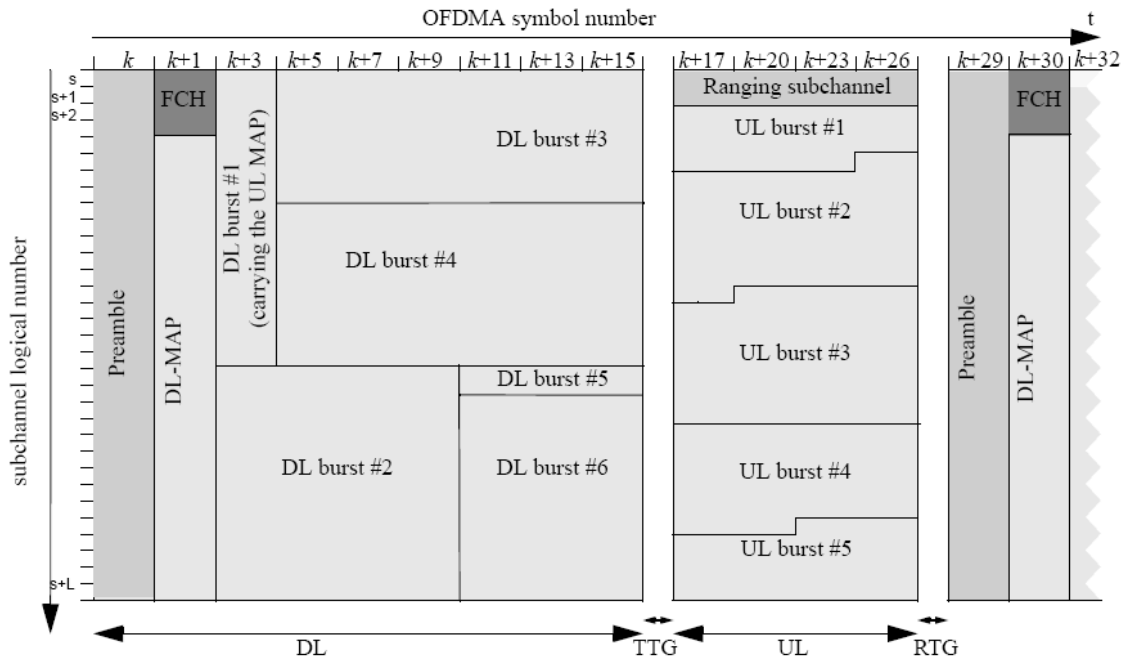 OFDMA symbol number t
k k+1 k+3 k+5 k+7 k+9 k+11 k+13 k+15 k+17 k+20 k+23 k+26 k+29 k+30 k+32
s
s+1
s+2
s+L
subchannel logical number
Preamble
FCH
DL-MAP
DL burst #1
(carrying the UL MAP)
DL burst #3
DL burst #4
DL burst #2
DL burst #5
DL burst #6
Ranging subchannel
UL burst #1
UL burst #2
UL burst #3
UL burst #4
UL burst #5
Preamble
FCH
DL-MAP
DL TTG UL RTG